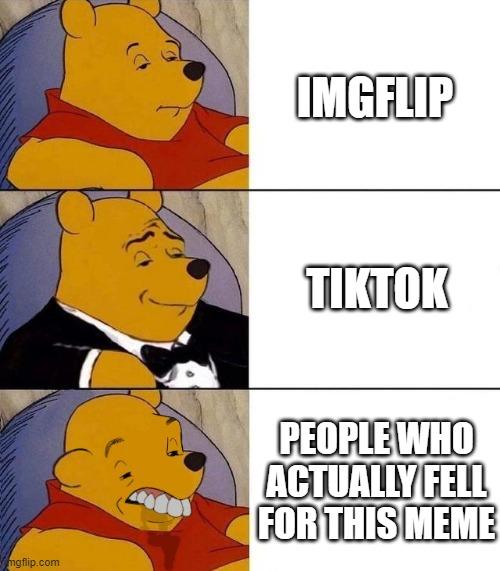 IMGFLIP
TIKTOK
PEOPLE WHO
ACTUALLY FELL
FOR THIS MEME
imgflip.com